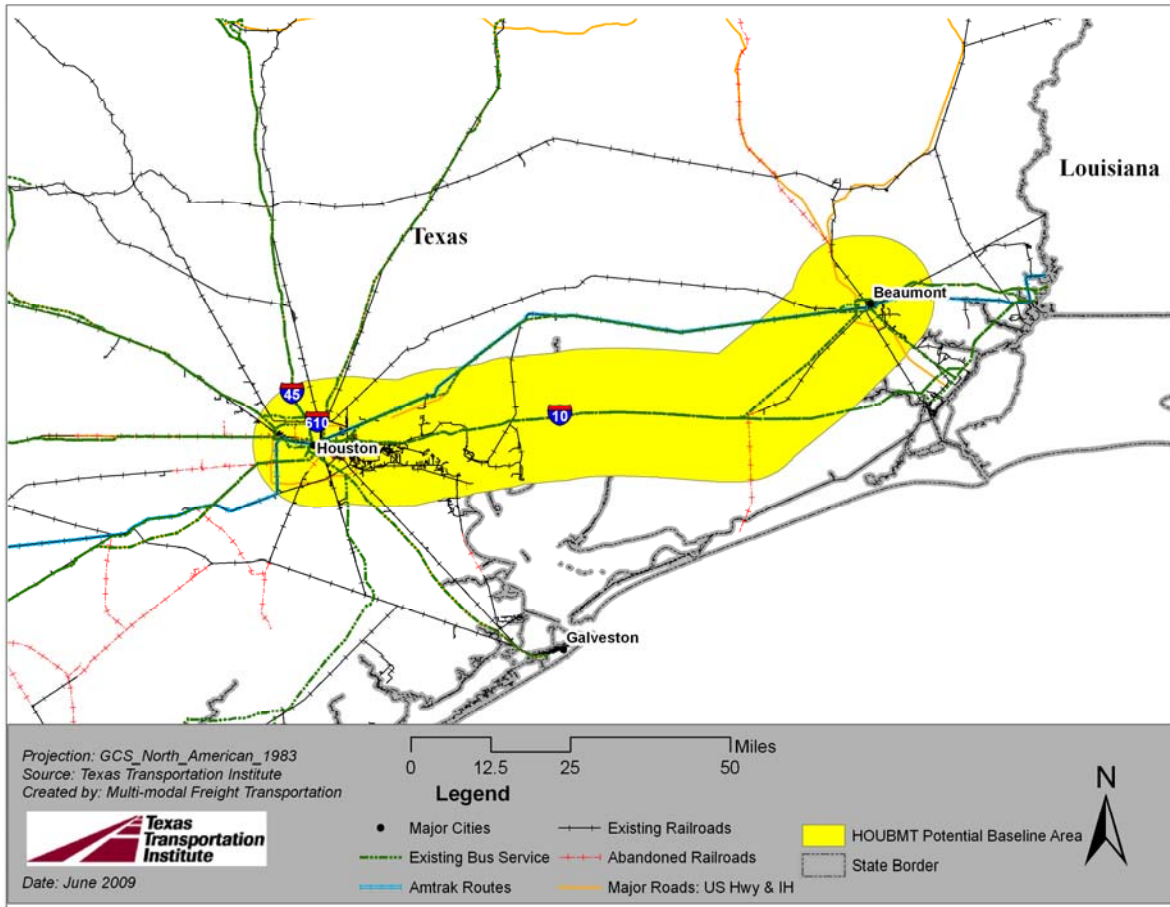 Louisiana
Texas
Beaumont
45
610
10
Houston
Galveston
Projection: GCS_North_American_1983
Source: Texas Transportation Institute
Created by: Multi-modal Freight Transportation
Texas
Transportation
Institute
Date: June 2009
Miles
0 12.5 25 50
Legend
Major Cities
Existing Bus Service
Amtrak Routes
Existing Railroads
Abandoned Railroads
Major Roads: US Hwy & IH
HOUBMT Potential Baseline Area
State Border
N